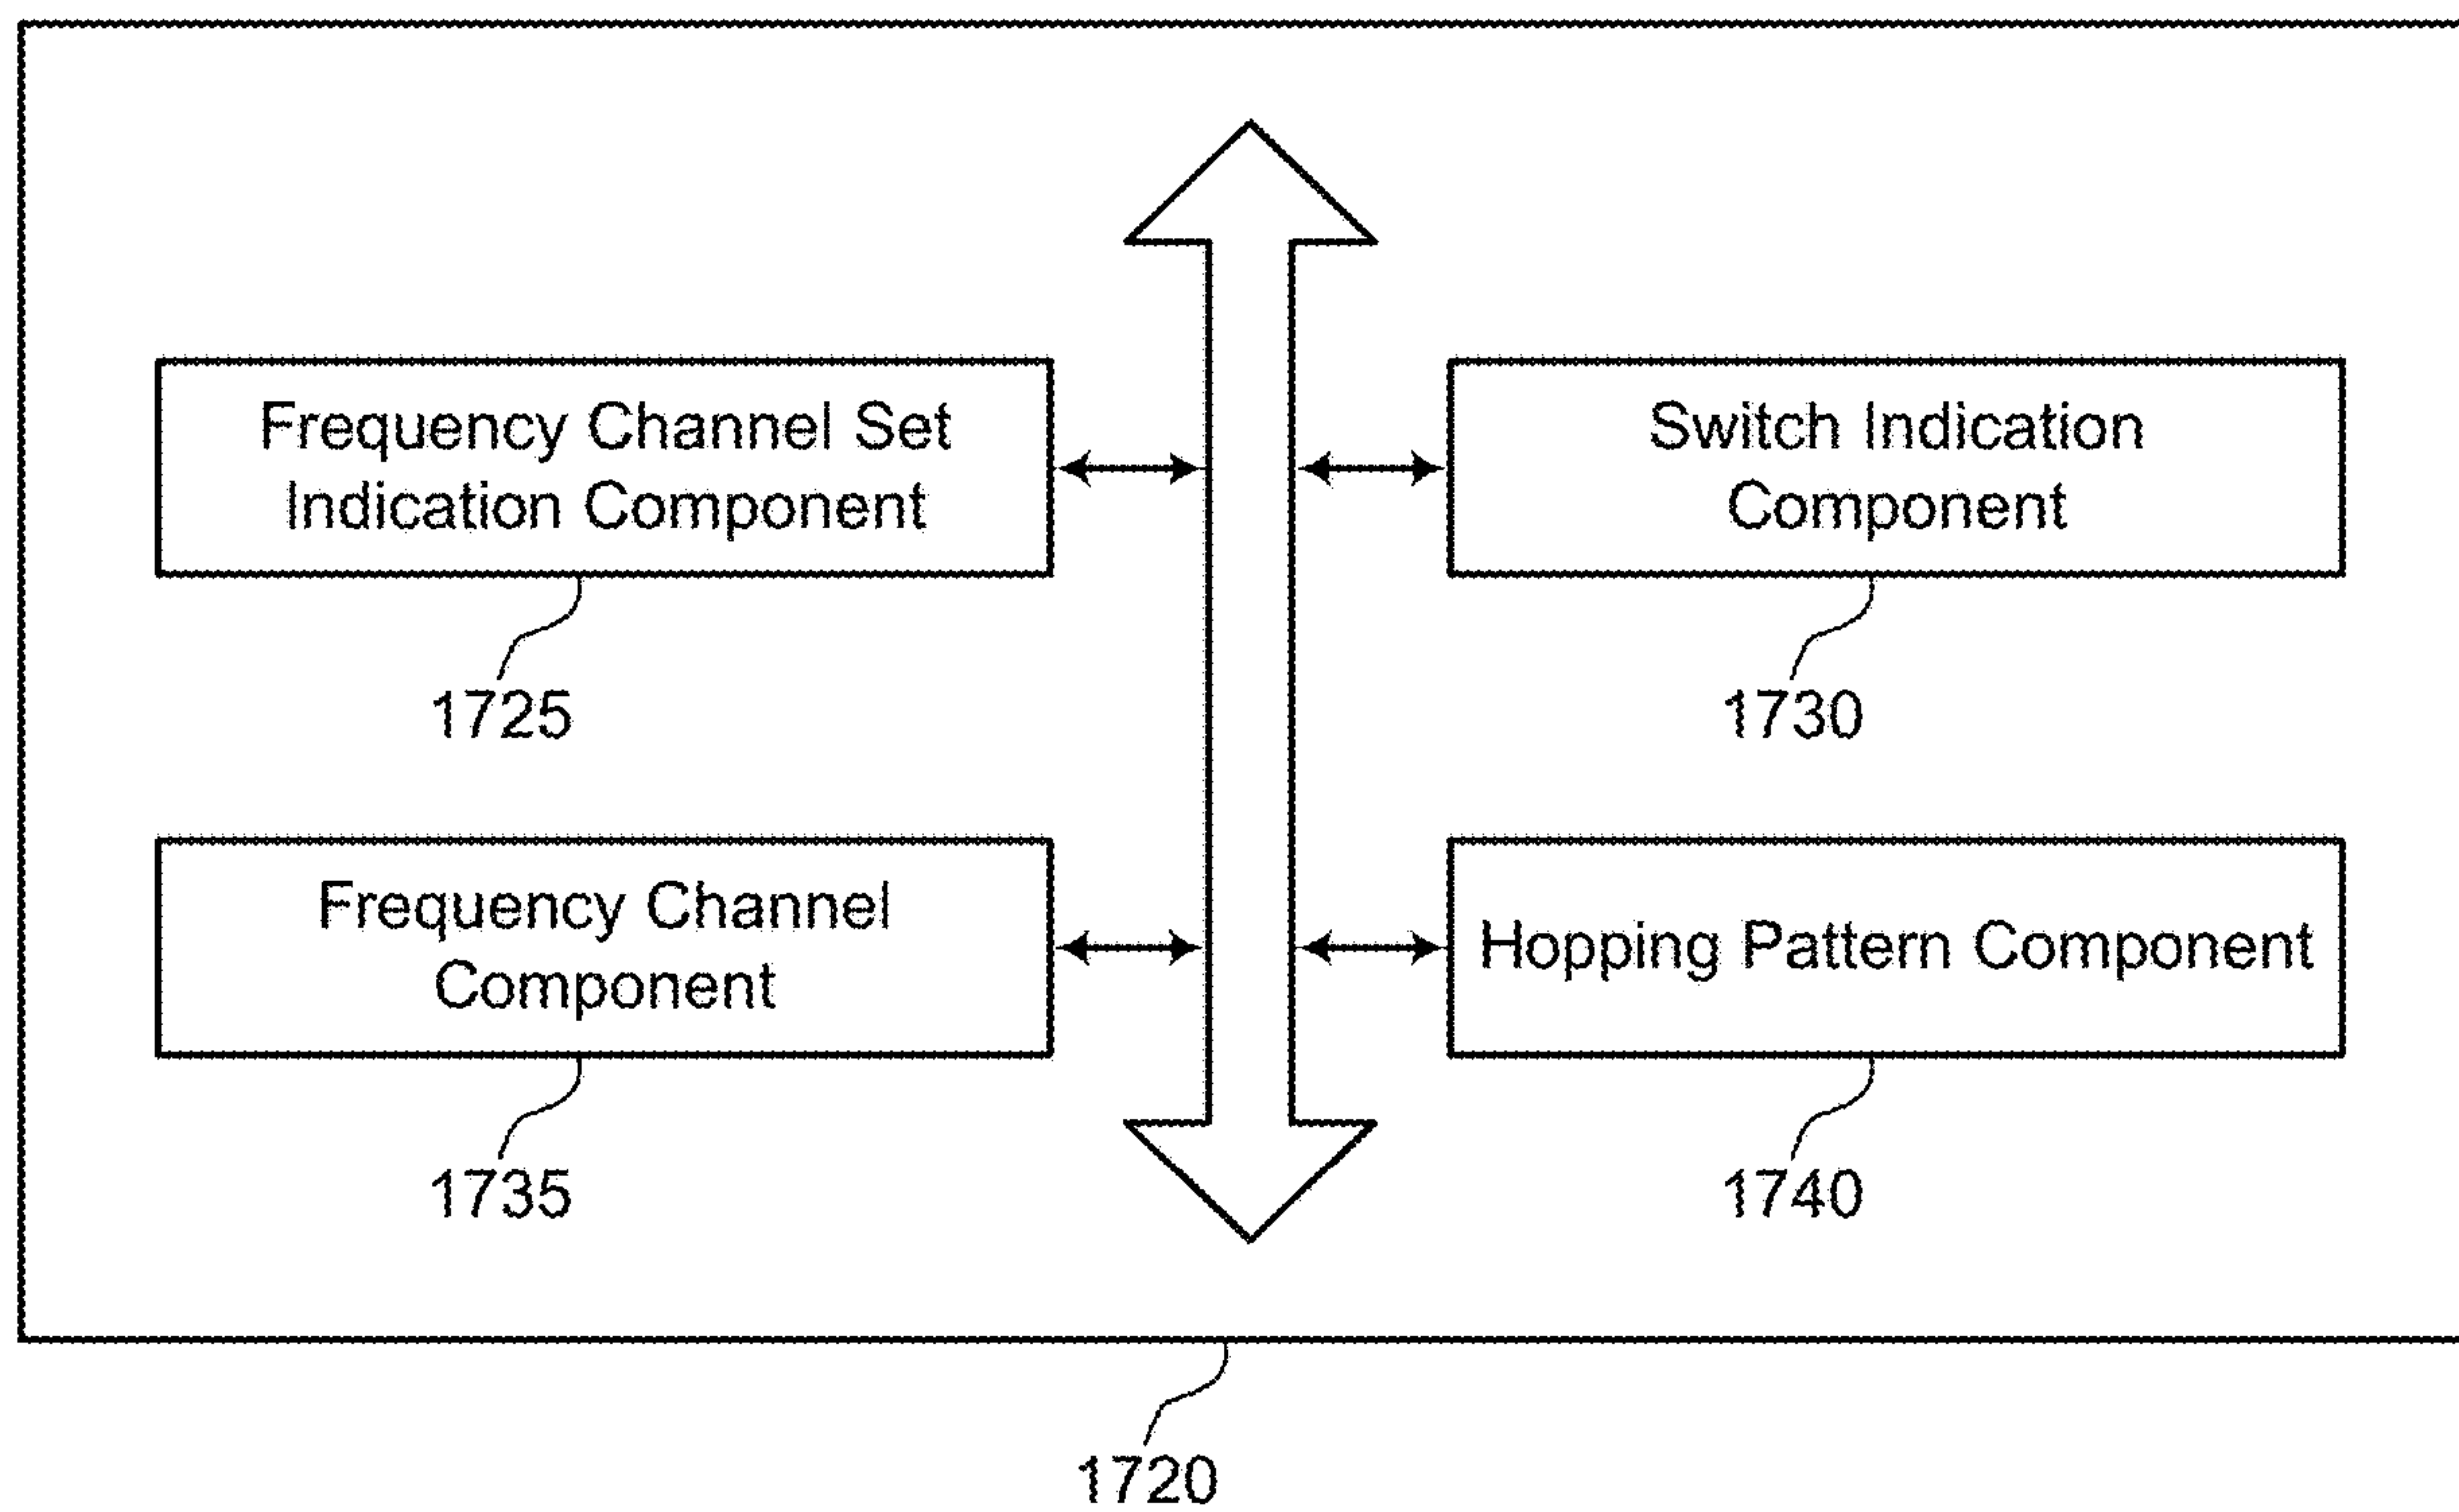 Frequency Channel Set
Indication Component
1725
Switch Indication
Component
1730
Frequency Channel
Component
1735
Hopping Pattern Component
1740
1720